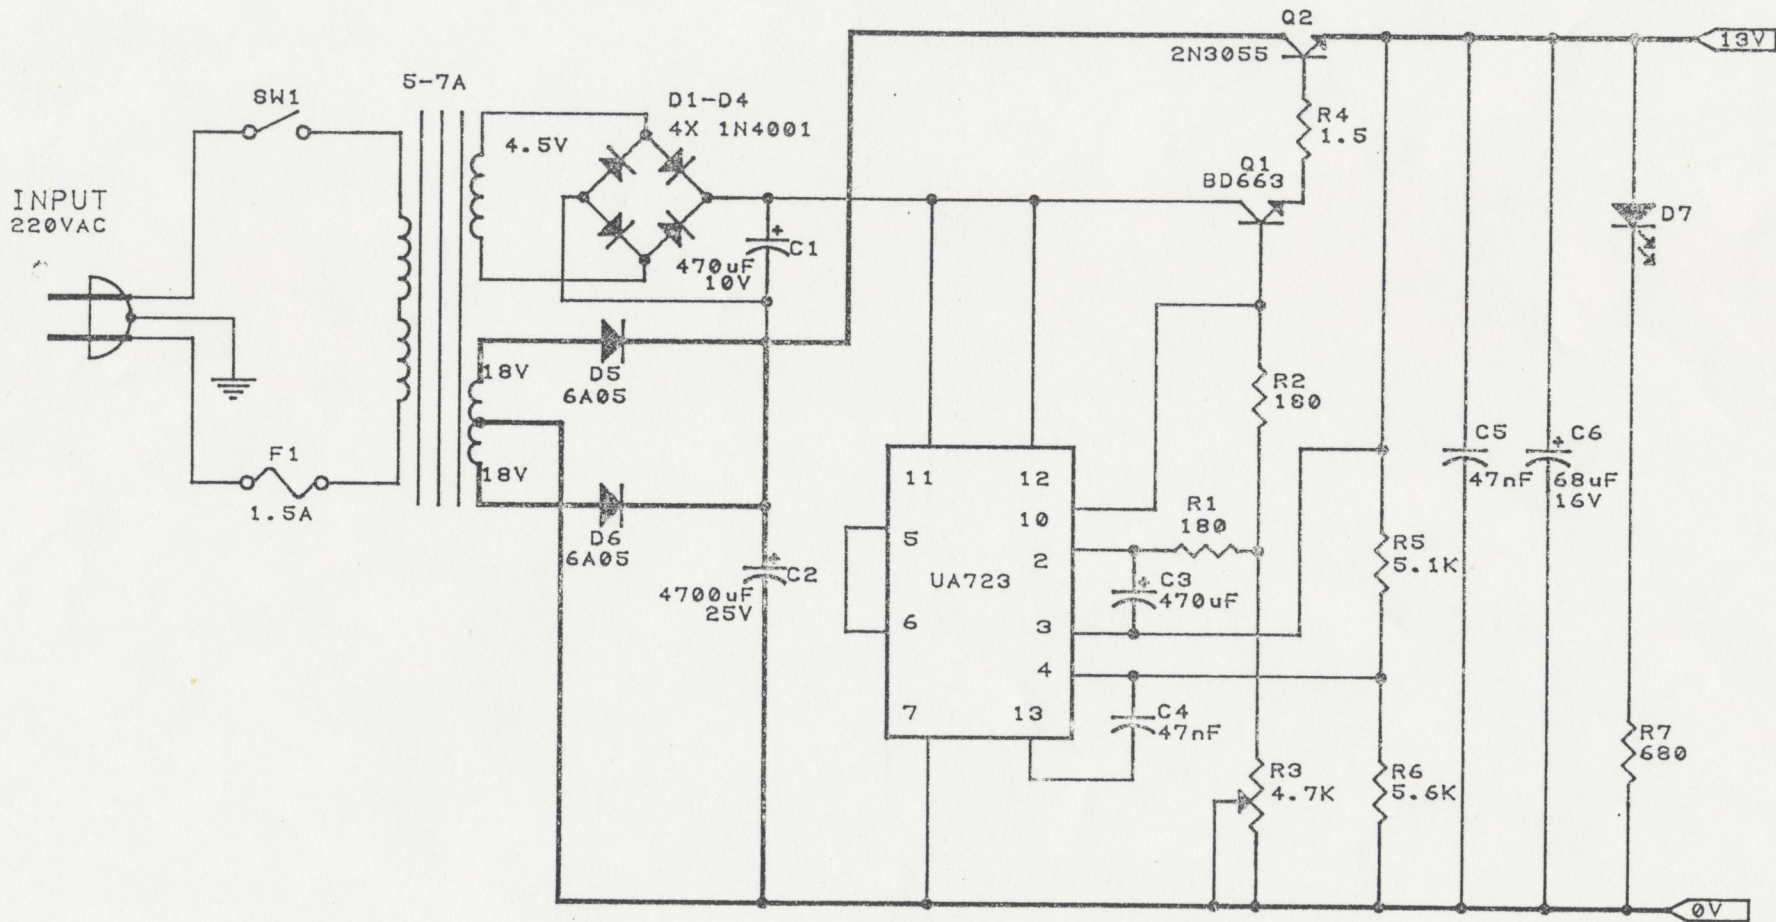 Q2
2N3055
13V
5-7A
SW1
D1-D4
4X 1N4001
4.5V
R4
1.5
Q1
BD663
INPUT
220VAC
D7
C1
470uF
10V
18V
D5
6A05
R2
180
F1
1.5A
18V
D6
6A05
C2
4700uF
25V
11
12
10
5
2
UA723
6
3
4
7
13
R1
180
C3
470uF
C4
47nF
R5
5.1K
C5
47nF
C6
68uF
16V
R3
4.7K
R6
5.6K
R7
680
0V